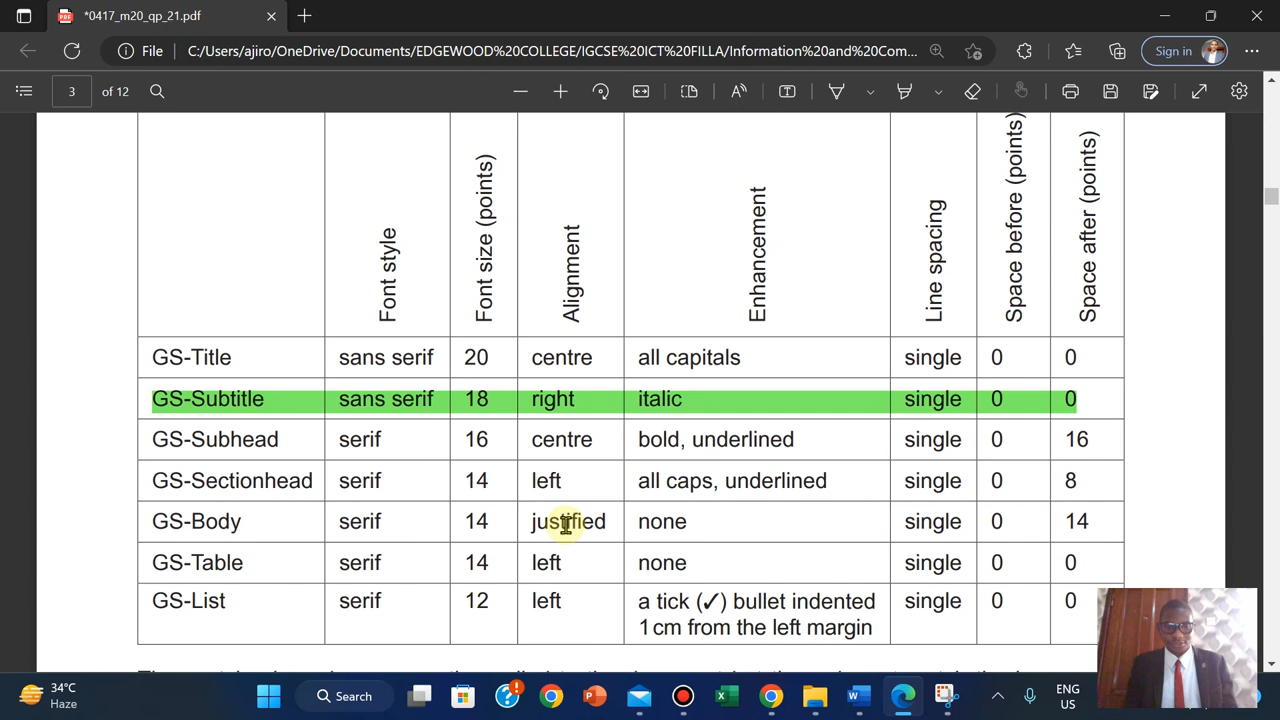 *0417_m20_qp_21.pdf
File C:/Users/ajiro/OneDrive/Documents/EDGEWOOD%20COLLEGE/IGCSE%20ICT%20FILLA/Information%20and%20Com... Sign in
3 of 12
Font style Font size (points) Alignment Enhancement Line spacing Space before (points) Space after (points)
GS-Title sans serif 20 centre all capitals single 0 0
GS-Subtitle sans serif 18 right italic single 0 0
GS-Subhead serif 16 centre bold, underlined single 0 16
GS-Sectionhead serif 14 left all caps, underlined single 0 8
GS-Body serif 14 justified none single 0 14
GS-Table serif 14 left none single 0 0
GS-List serif 12 left a tick (✓) bullet indented single 0 0
1 cm from the left margin
34°C
Haze
Search
ENG
US